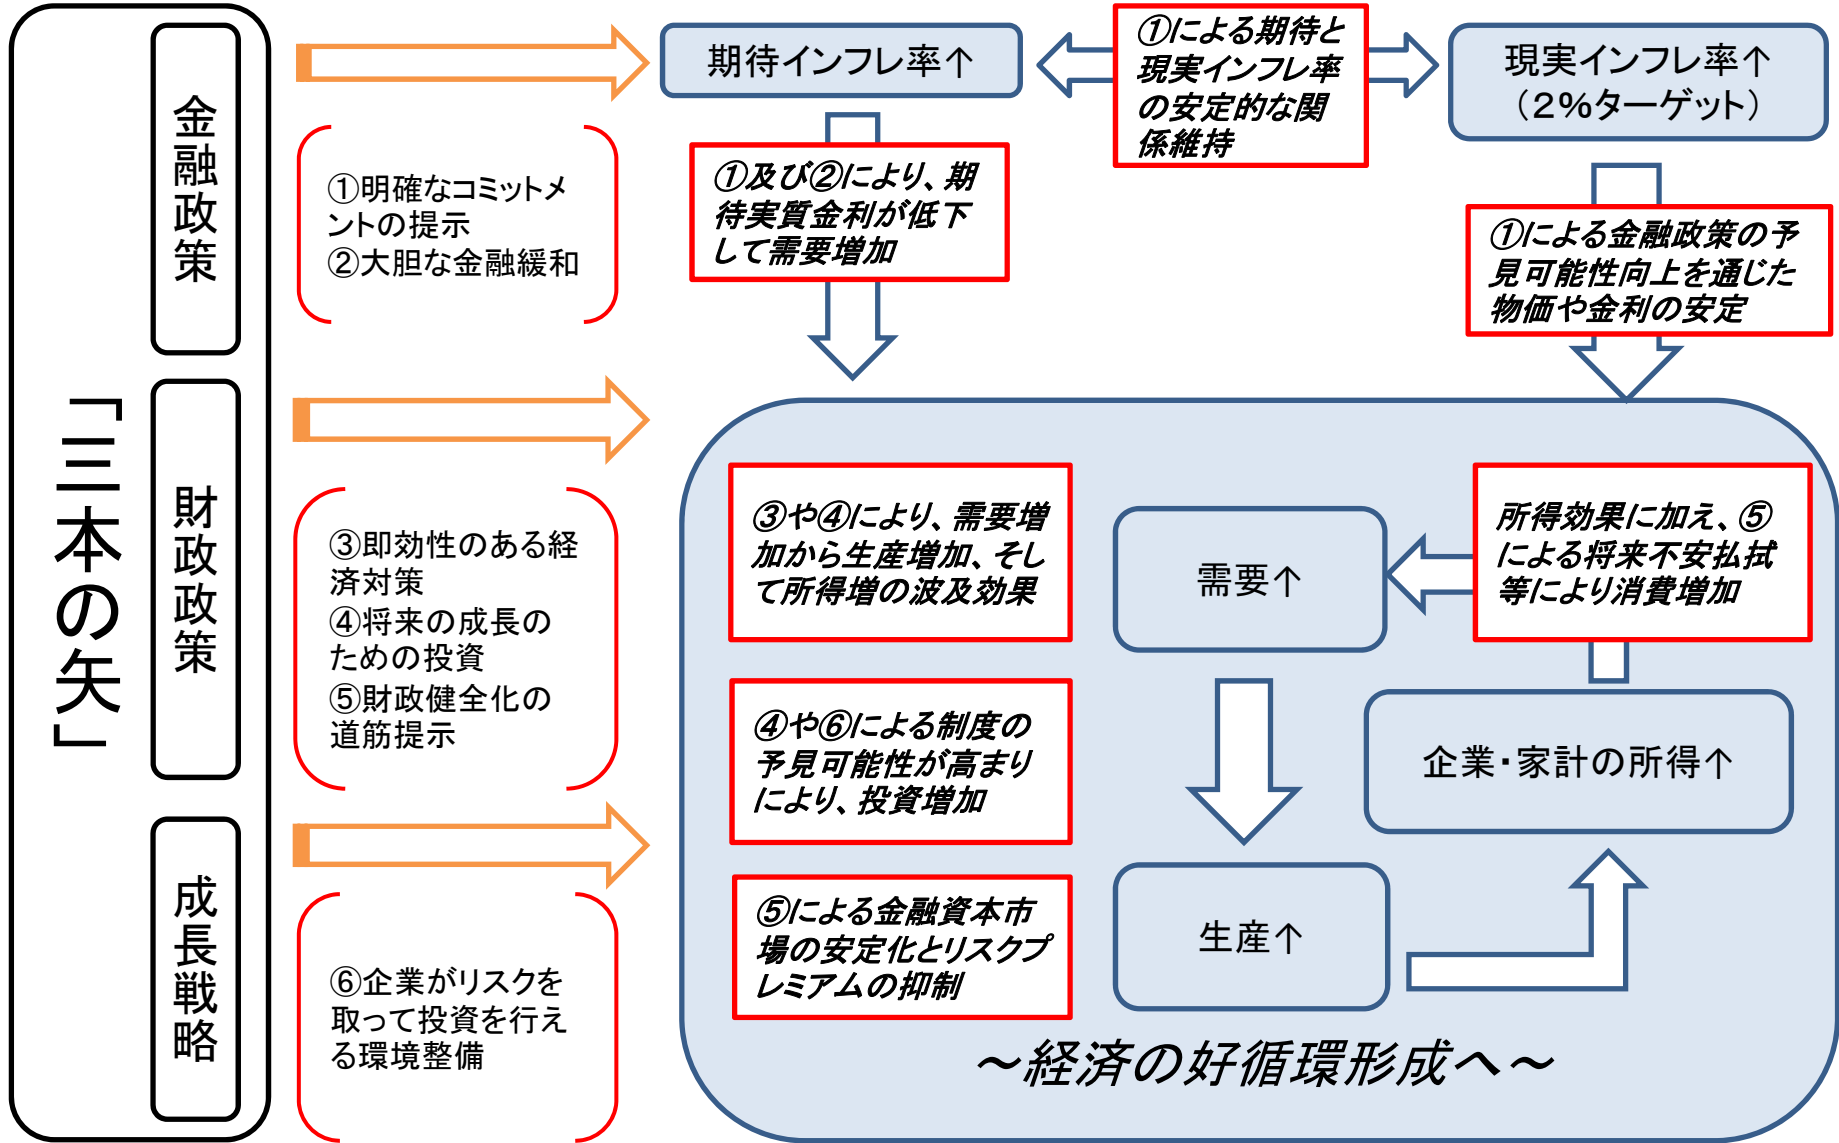 「三本の矢」
金融政策
①明確なコミットメ
ントの提示
②大胆な金融緩和
財政政策
③即効性のある経
済対策
④将来の成長の
ための投資
⑤財政健全化の
道筋提示
成長戦略
⑥企業がリスクを
取って投資を行え
る環境整備
期待インフレ率↑
①による期待と
現実インフレ率
の安定的な関
係維持
現実インフレ率↑
（２％ターゲット）
①及び②により、期
待実質金利が低下
して需要増加
①による金融政策の予
見可能性向上を通じた
物価や金利の安定
③や④により、需要増
加から生産増加、そし
て所得増の波及効果
需要↑
所得効果に加え、⑤
による将来不安払拭
等により消費増加
④や⑥による制度の
予見可能性が高まり
により、投資増加
企業・家計の所得↑
⑤による金融資本市
場の安定化とリスクプ
レミアムの抑制
生産↑
～経済の好循環形成へ～